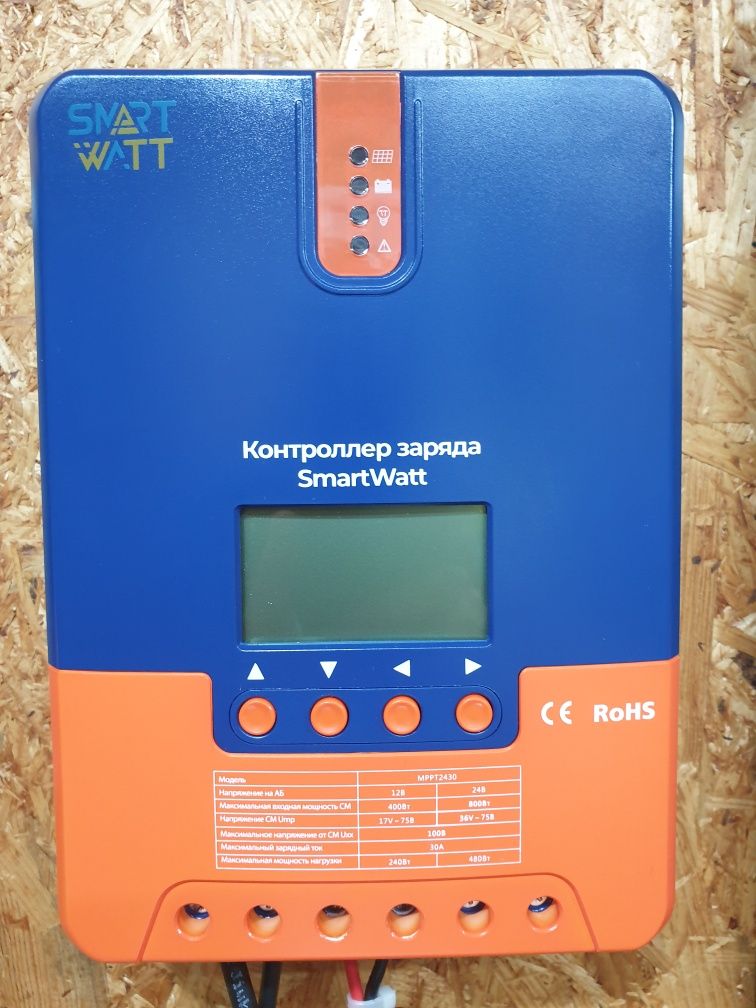 SMART
WATT
Контроллер заряда
SmartWatt
CE RoHS
Модель MPPT2430
Напряжение на АБ 12В 24В
Максимальная входная мощность СМ 400Вт 800Вт
Напряжение СМ Ump 17V ~ 75В 36V ~ 75В
Максимальное напряжение от СМ Uxx 100В
Максимальный зарядный ток 30А
Максимальная мощность нагрузки 240Вт 480Вт